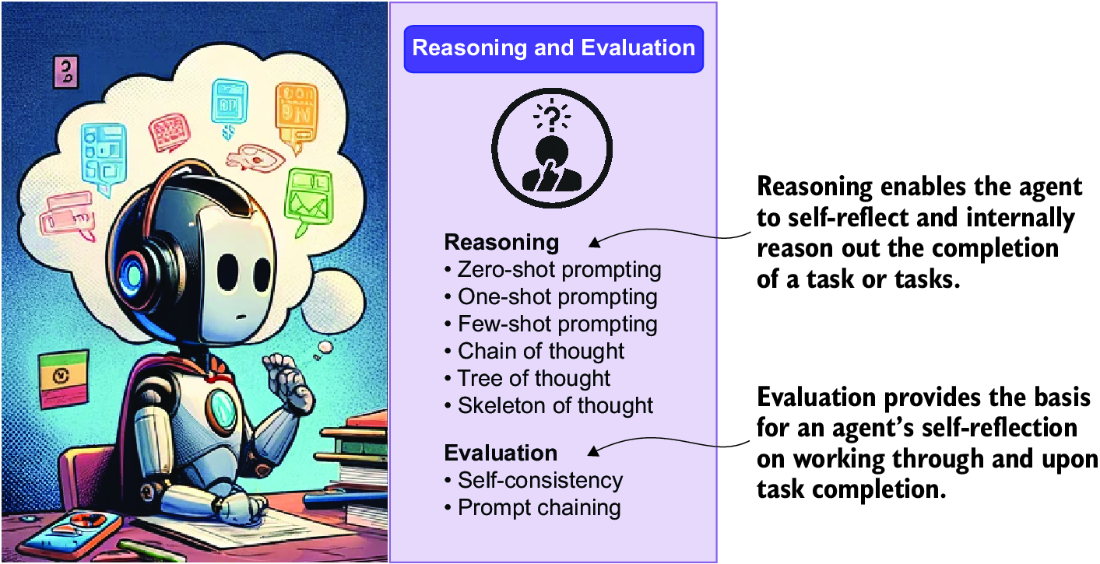 Reasoning and Evaluation
Reasoning
• Zero-shot prompting
• One-shot prompting
• Few-shot prompting
• Chain of thought
• Tree of thought
• Skeleton of thought
Evaluation
• Self-consistency
• Prompt chaining
Reasoning enables the agent
to self-reflect and internally
reason out the completion
of a task or tasks.
Evaluation provides the basis
for an agent’s self-reflection
on working through and upon
task completion.